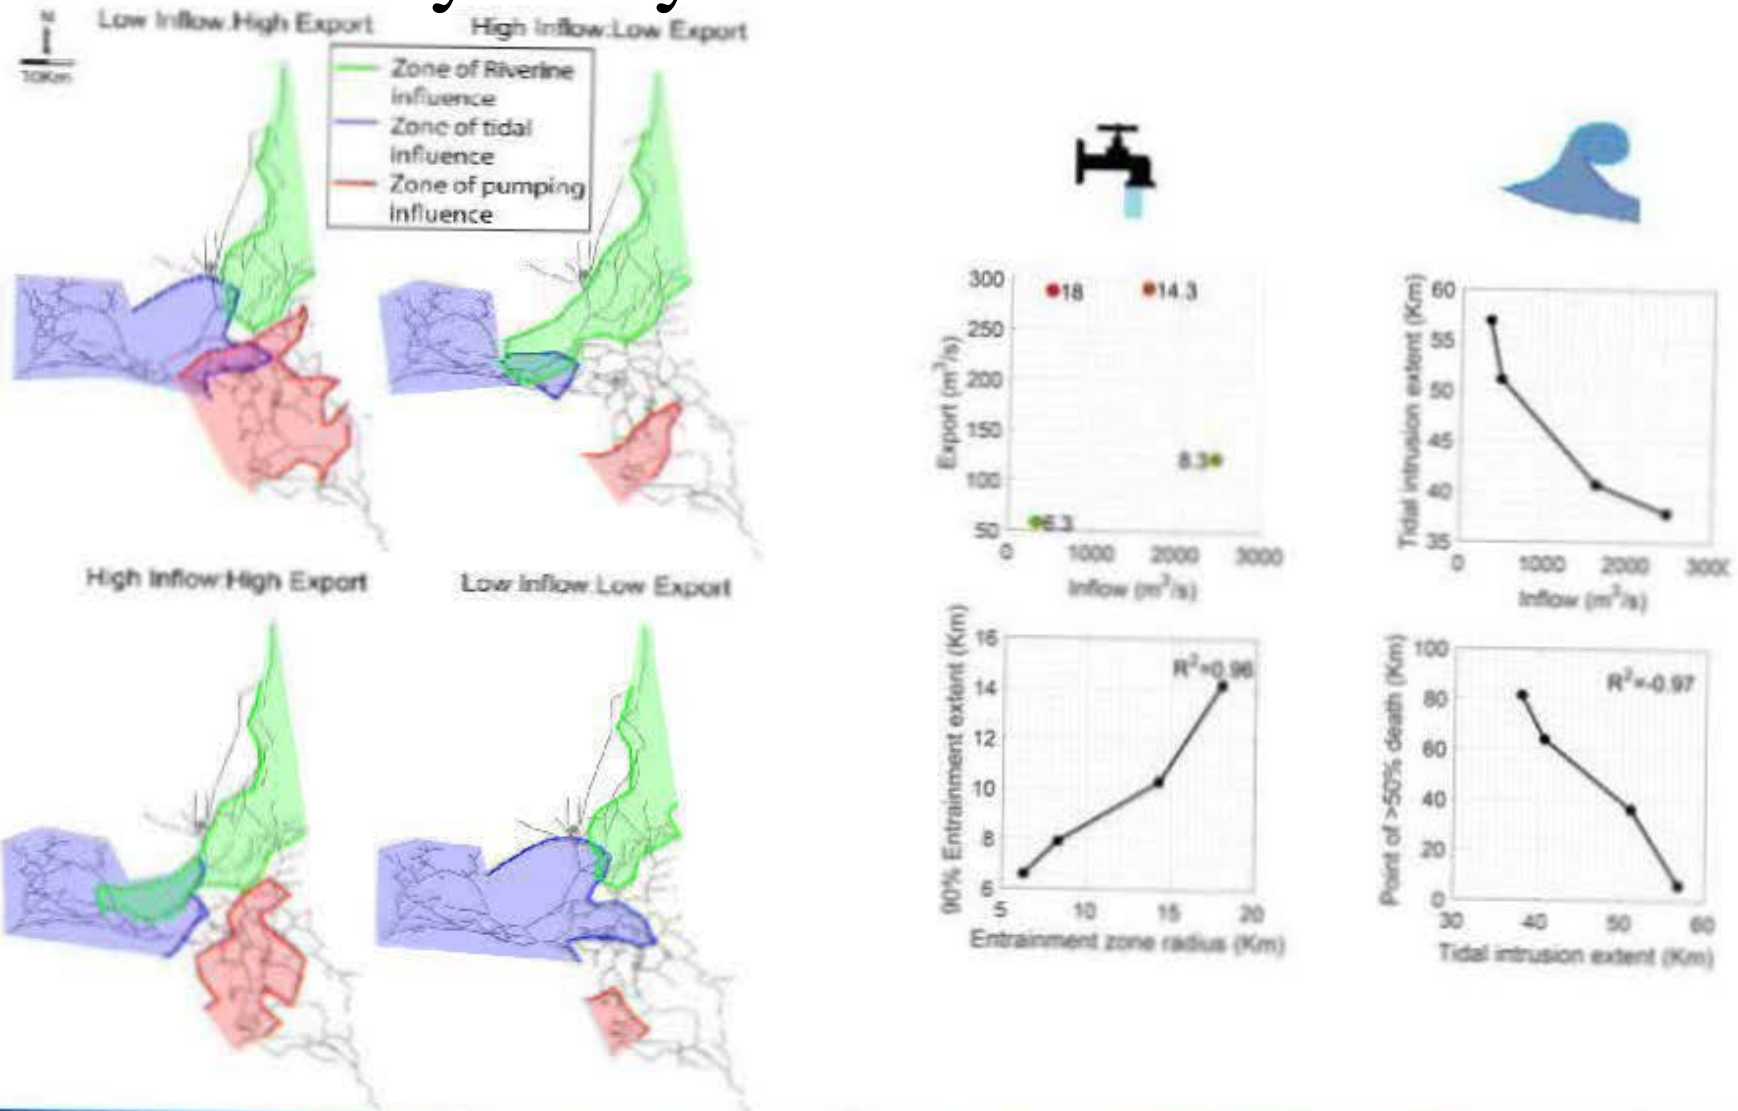 Low Inflow:High Export
High Inflow:Low Export
N
10Km
Zone of Riverline
influence
Zone of tidal
influence
Zone of pumping
influence
High Inflow:High Export
Low Inflow:Low Export
300
250
200
150
100
50
Export (m³/s)
18
14.3
8.3
6.3
0
1000
2000
3000
Inflow (m³/s)
60
55
50
45
40
35
Tidal intrusion extent (Km)
0
1000
2000
Inflow (m³/s)
16
14
12
10
8
6
90% Entrainment extent (Km)
R²=0.96
5
10
15
20
Entrainment zone radius (Km)
100
80
60
40
20
0
Point of >50% death (Km)
R²=-0.97
30
40
50
60
Tidal intrusion extent (Km)